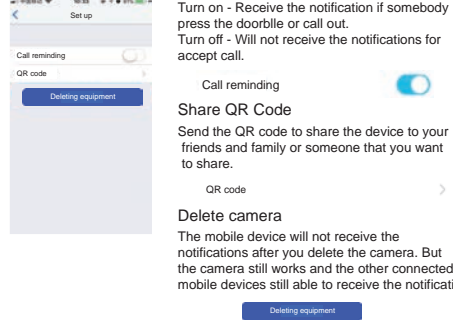 Set up
Call reminding
QR code
Deleting equipment
Turn on - Receive the notification if somebody
press the doorblle or call out.
Turn off - Will not receive the notifications for
accept call.
Call reminding
Share QR Code
Send the QR code to share the device to your
friends and family or someone that you want
to share.
QR code
Delete camera
The mobile device will not receive the
notifications after you delete the camera. But
the camera still works and the other connected
mobile devices still able to receive the notificati
Deleting equipment